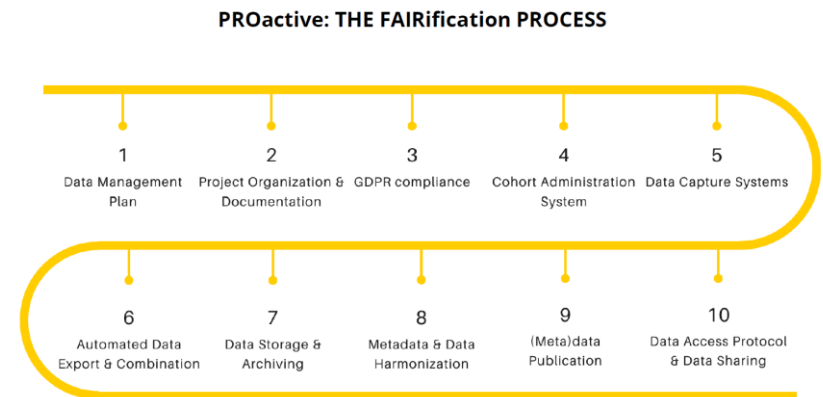 PROactive: THE FAIRification PROCESS
1
Data Management
Plan
2
Project Organization &
Documentation
3
GDPR compliance
4
Cohort Administration
System
5
Data Capture Systems
6
Automated Data
Export & Combination
7
Data Storage &
Archiving
8
Metadata & Data
Harmonization
9
(Meta)data
Publication
10
Data Access Protocol
& Data Sharing